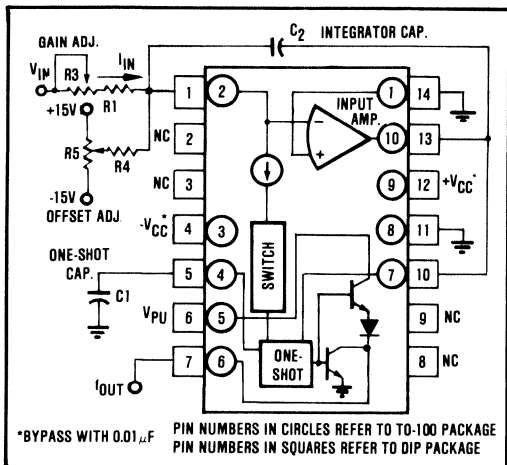 C2 INTEGRATOR CAP.
GAIN ADJ.
IIN
VIN
R3
R1
+15V
R5
R4
-15V
OFFSET ADJ.
1
2
NC
2
NC
3
-VCC*
4
3
ONE-SHOT
CAP.
5
4
C1
VPU
6
5
7
6
fOUT
SWITCH
ONE-
SHOT
INPUT
AMP.
-
+
1
14
10
13
9
12
+VCC*
8
11
7
10
9
NC
8
NC
*BYPASS WITH 0.01µF
PIN NUMBERS IN CIRCLES REFER TO TO-100 PACKAGE
PIN NUMBERS IN SQUARES REFER TO DIP PACKAGE